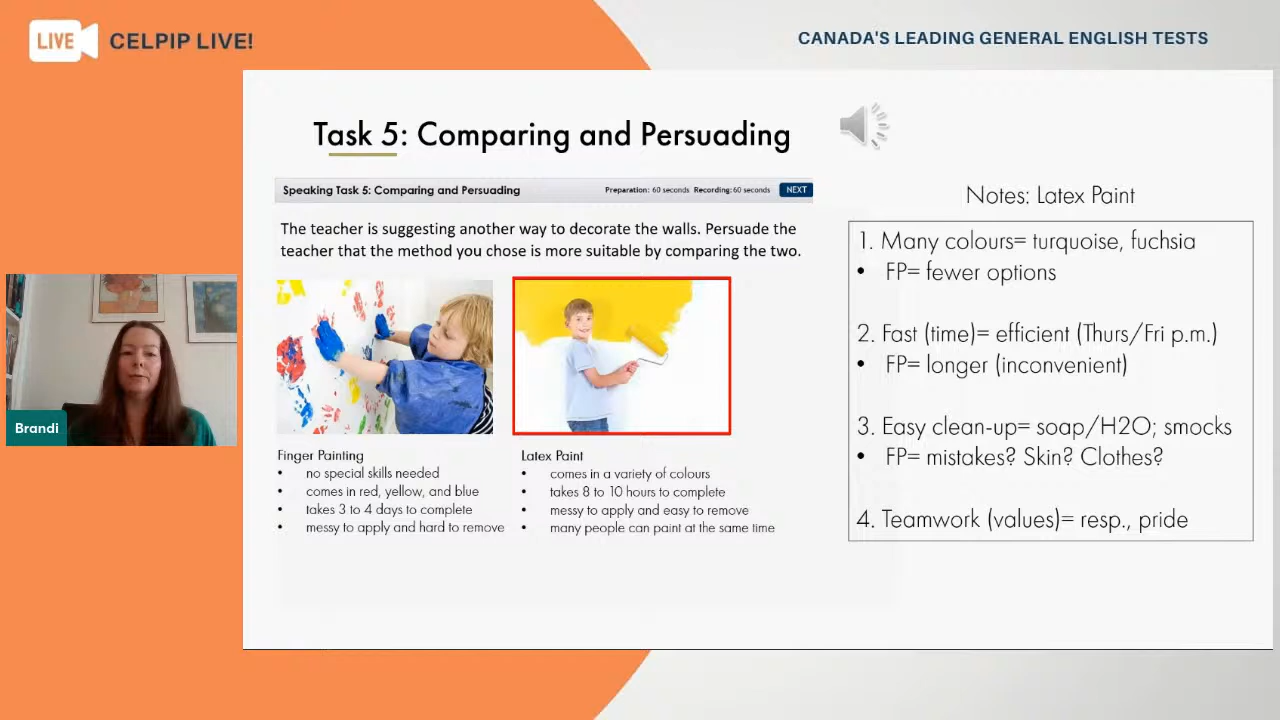 LIVE CELPIP LIVE!
CANADA'S LEADING GENERAL ENGLISH TESTS
Task 5: Comparing and Persuading
Speaking Task 5: Comparing and Persuading Preparation: 60 seconds Recording: 60 seconds NEXT
The teacher is suggesting another way to decorate the walls. Persuade the
teacher that the method you chose is more suitable by comparing the two.
Finger Painting
• no special skills needed
• comes in red, yellow, and blue
• takes 3 to 4 days to complete
• messy to apply and hard to remove
Latex Paint
• comes in a variety of colours
• takes 8 to 10 hours to complete
• messy to apply and easy to remove
• many people can paint at the same time
Notes: Latex Paint
1. Many colours= turquoise, fuchsia
• FP= fewer options
2. Fast (time)= efficient (Thurs/Fri p.m.)
• FP= longer (inconvenient)
3. Easy clean-up= soap/H2O; smocks
• FP= mistakes? Skin? Clothes?
4. Teamwork (values)= resp., pride
Brandi